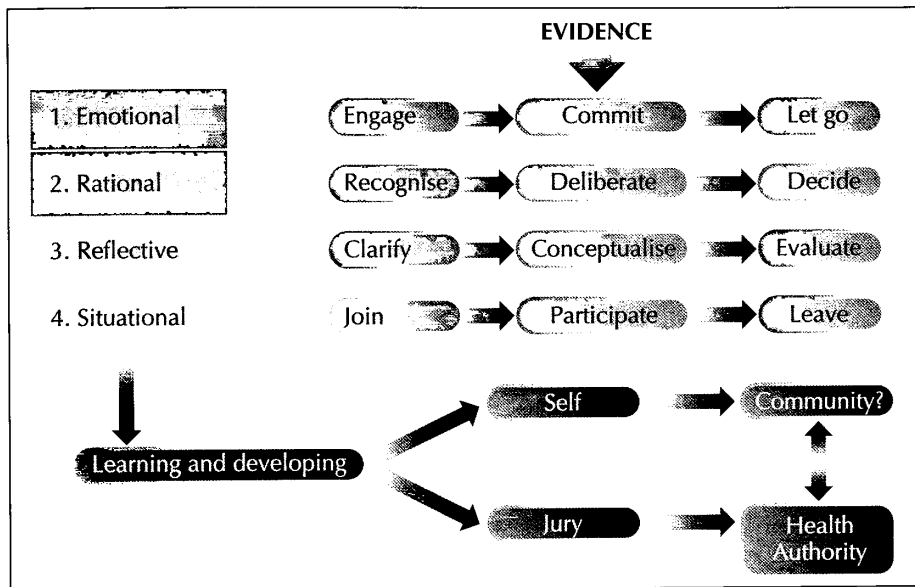 EVIDENCE
1. Emotional Engage Commit Let go
2. Rational Recognise Deliberate Decide
3. Reflective Clarify Conceptualise Evaluate
4. Situational Join Participate Leave
Self Community?
Learning and developing
Jury Health
Authority